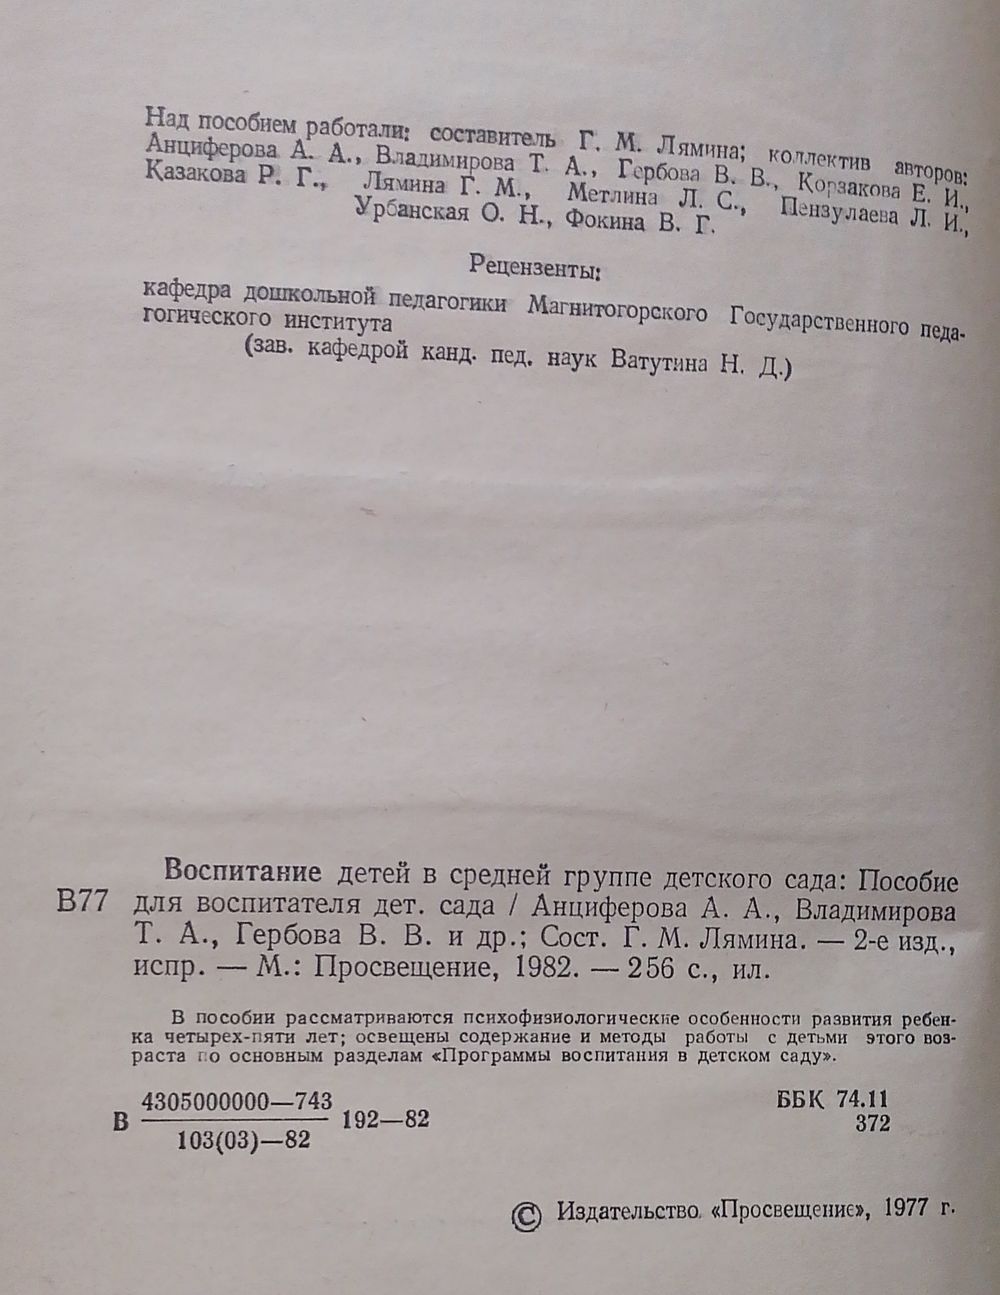 Над пособием работали: составитель Г. М. Лямина; коллектив авторов:
Анциферова А. А., Владимирова Т. А., Гербова В. В., Корзакова Е. И.,
Казакова Р. Г., Лямина Г. М., Метлина Л. С., Пензулаева Л. И.,
Урбанская О. Н., Фокина В. Г.
Рецензенты:
кафедра дошкольной педагогики Магнитогорского Государственного педа-
гогического института
(зав. кафедрой канд. пед. наук Ватутина Н. Д.)
Воспитание детей в средней группе детского сада: Пособие
В77 для воспитателя дет. сада / Анциферова А. А., Владимирова
Т. А., Гербова В. В. и др.; Сост. Г. М. Лямина. — 2-е изд.,
испр. — М.: Просвещение, 1982. — 256 с., ил.
В пособии рассматриваются психофизиологические особенности развития ребен-
ка четырех-пяти лет; освещены содержание и методы работы с детьми этого воз-
раста по основным разделам «Программы воспитания в детском саду».
4305000000—743
В 192—82
103(03)—82
ББК 74.11
372
© Издательство «Просвещение», 1977 г.